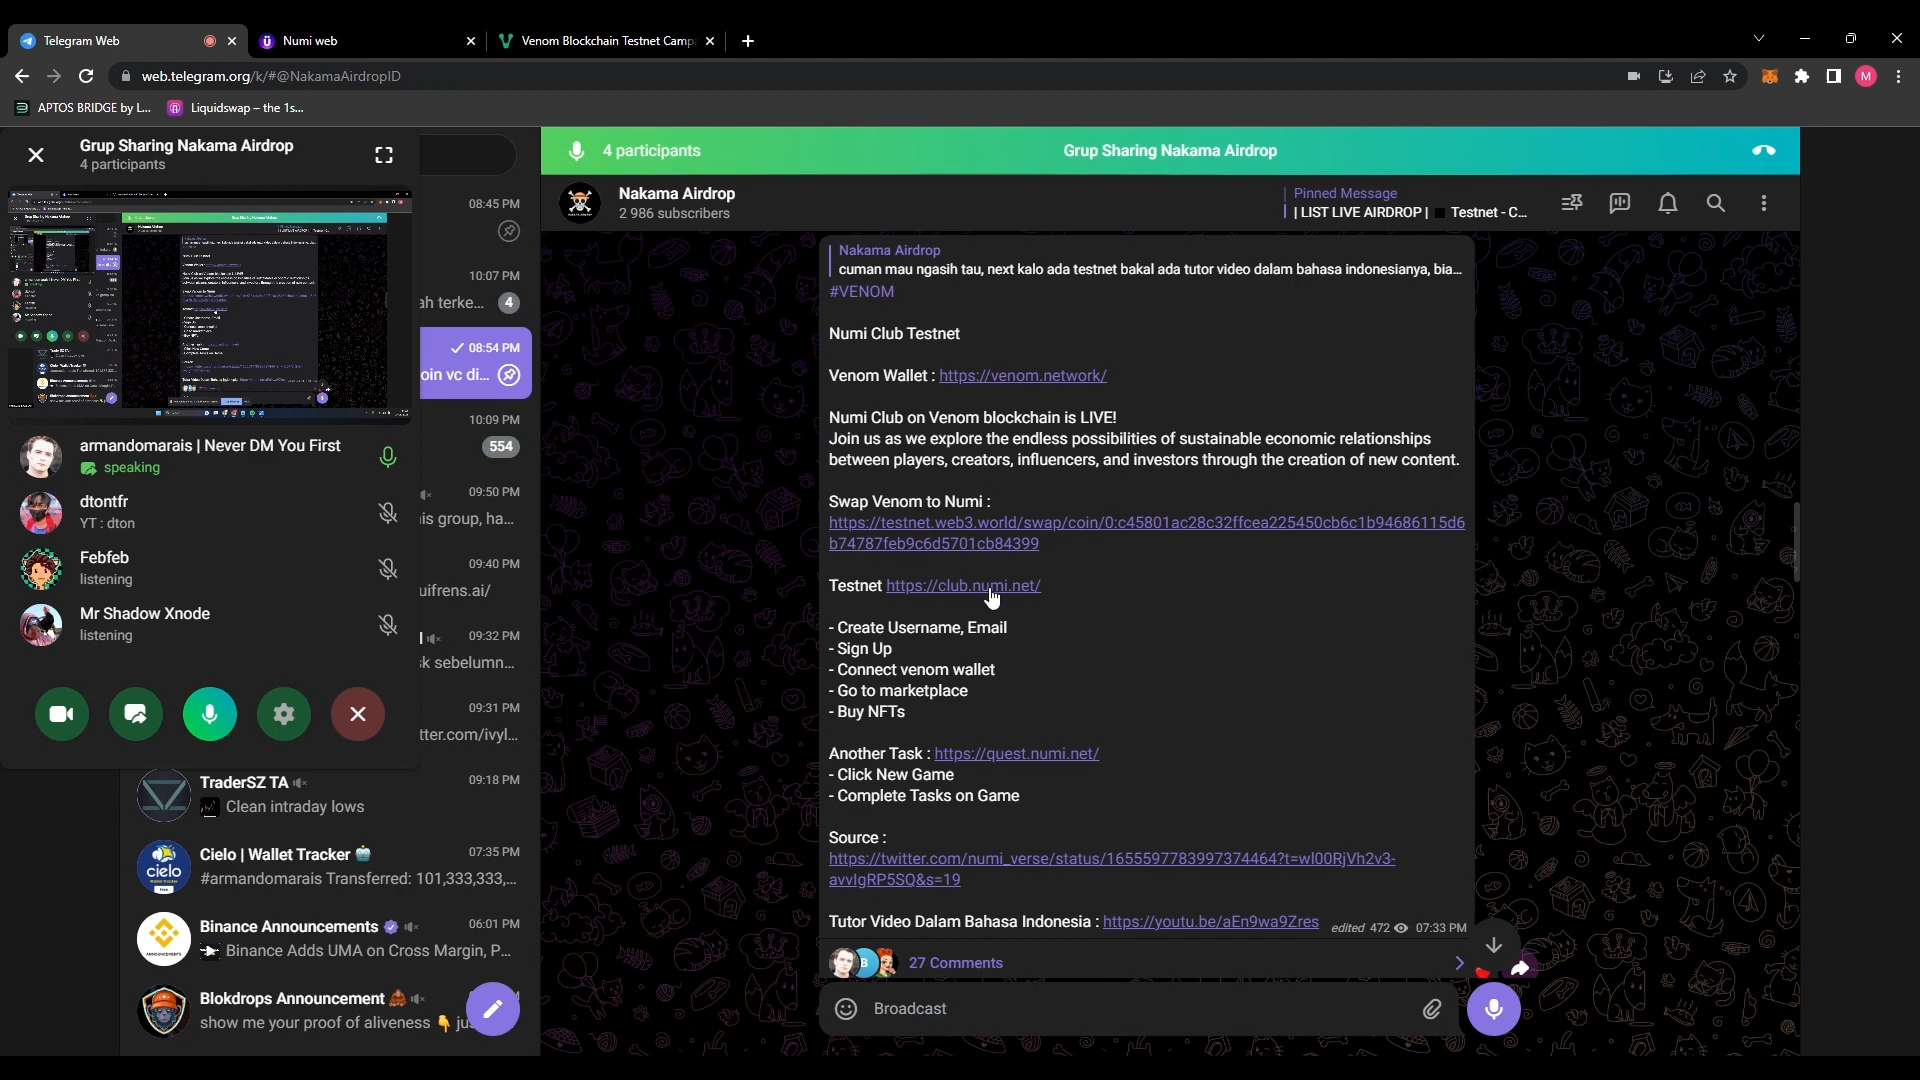 Telegram Web
Numi web
Venom Blockchain Testnet Camp
web.telegram.org/k/#@NakamaAirdropID
APTOS BRIDGE by L...
Liquidswap – the 1s...
M
Grup Sharing Nakama Airdrop
4 participants
armandomarais | Never DM You First
speaking
dtontfr
YT : dton
Febfeb
listening
Mr Shadow Xnode
listening
08:45 PM
10:07 PM
ah terke...
4
08:54 PM
oin vc di...
10:09 PM
554
09:50 PM
is group, ha...
09:40 PM
uifrens.ai/
09:32 PM
sk sebelumn...
09:31 PM
tter.com/ivyl...
TraderSZ TA
09:18 PM
Clean intraday lows
Cielo | Wallet Tracker
07:35 PM
#armandomarais Transferred: 101,333,333,...
Binance Announcements
06:01 PM
Binance Adds UMA on Cross Margin, P...
Blokdrops Announcement
show me your proof of aliveness
4 participants
Grup Sharing Nakama Airdrop
Nakama Airdrop
2 986 subscribers
Pinned Message
| LIST LIVE AIRDROP | Testnet - C...
Nakama Airdrop
cuman mau ngasih tau, next kalo ada testnet bakal ada tutor video dalam bahasa indonesianya, bia...
#VENOM
Numi Club Testnet
Venom Wallet : https://venom.network/
Numi Club on Venom blockchain is LIVE!
Join us as we explore the endless possibilities of sustainable economic relationships
between players, creators, influencers, and investors through the creation of new content.
Swap Venom to Numi :
https://testnet.web3.world/swap/coin/0:c45801ac28c32ffcea225450cb6c1b94686115d6
b74787feb9c6d5701cb84399
Testnet https://club.numi.net/
- Create Username, Email
- Sign Up
- Connect venom wallet
- Go to marketplace
- Buy NFTs
Another Task : https://quest.numi.net/
- Click New Game
- Complete Tasks on Game
Source :
https://twitter.com/numi_verse/status/1655597783997374464?t=wl00RjVh2v3-
avvlgRP5SQ&s=19
Tutor Video Dalam Bahasa Indonesia : https://youtu.be/aEn9wa9Zres
edited 472 07:33 PM
27 Comments
Broadcast